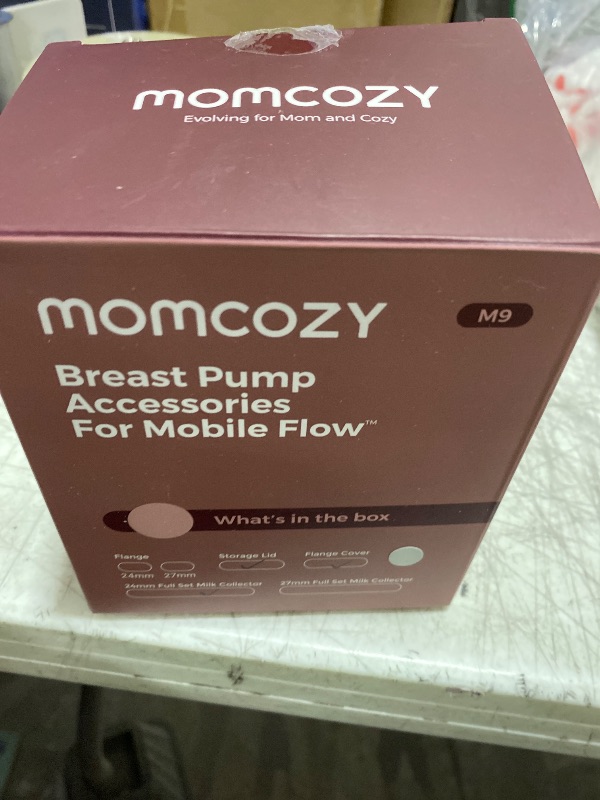 momcozy
Evolving for Mom and Cozy
momcozy
M9
Breast Pump
Accessories
For Mobile Flow™
What's in the box
Flange
Storage Lid
Flange Cover
24mm 27mm
24mm Full Set Milk Collector
27mm Full Set Milk Collector